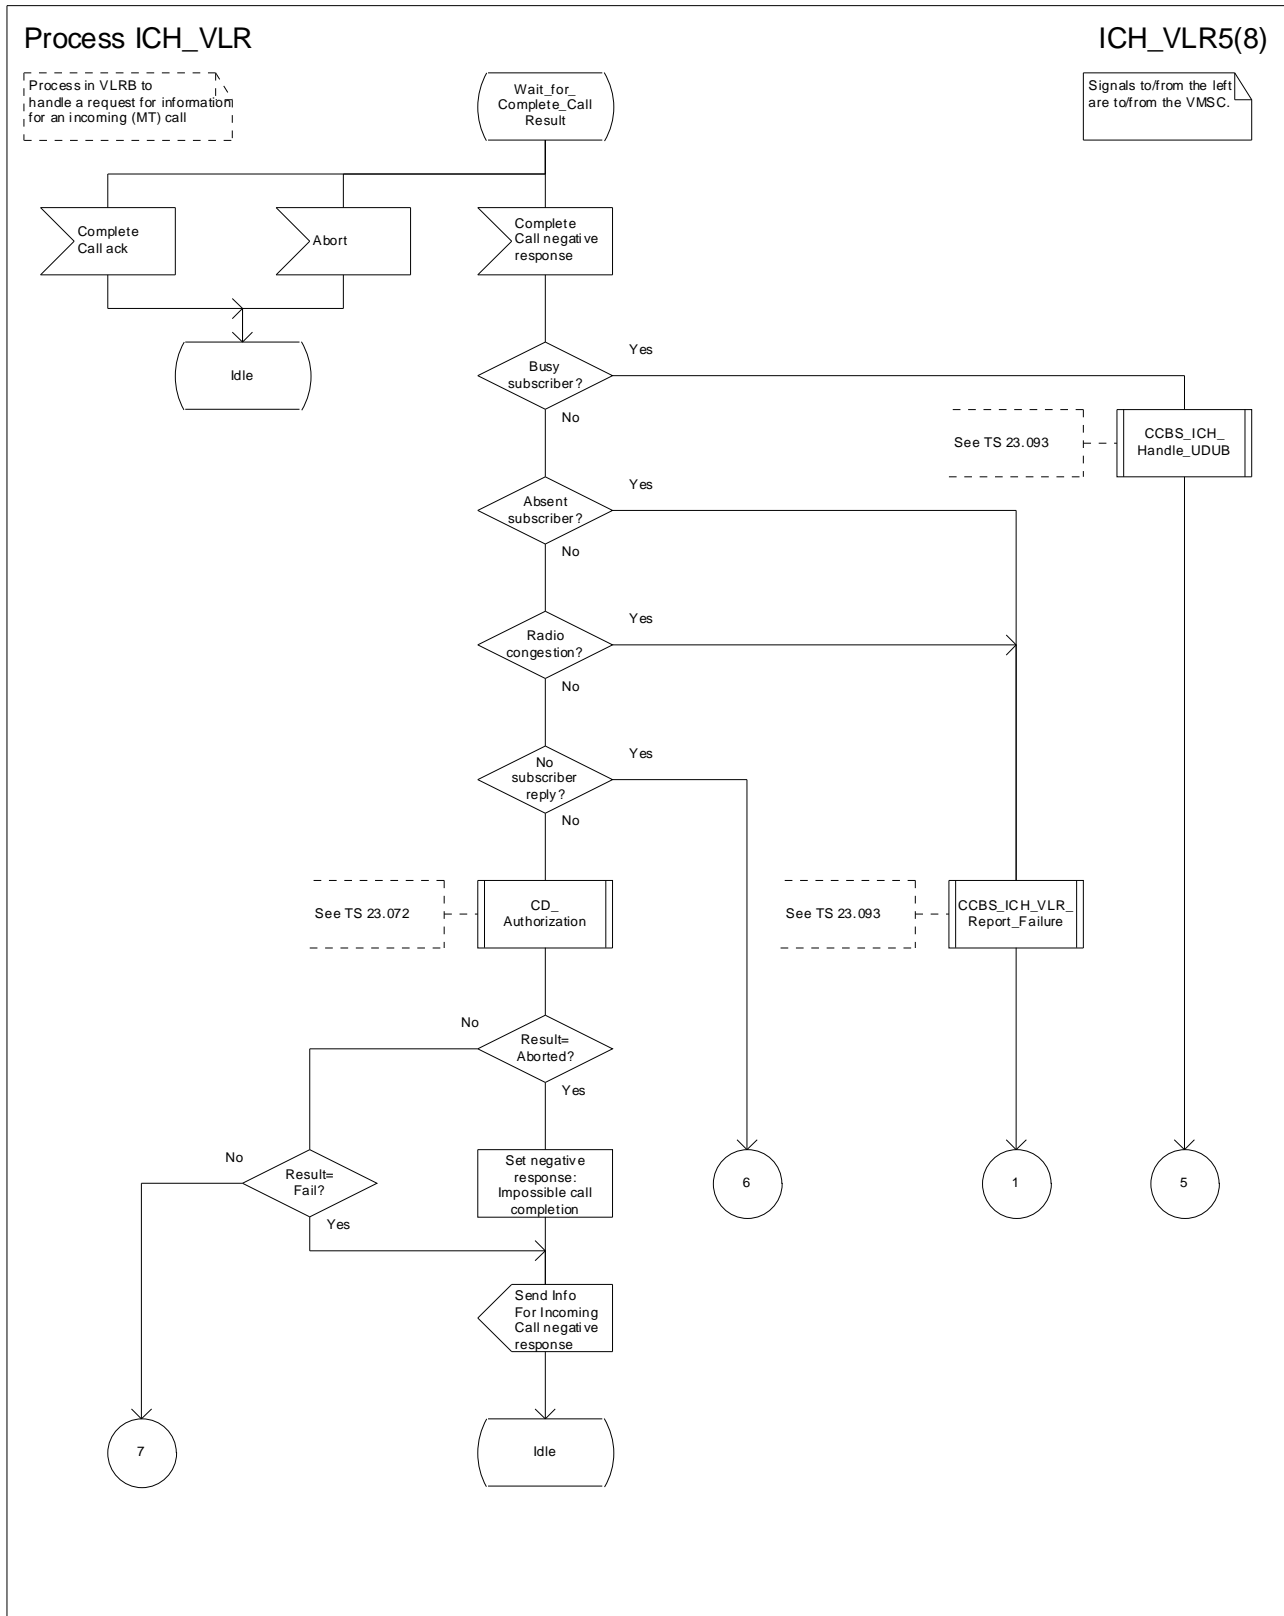 Process ICH_VLR
ICH_VLR5(8)
Process in VLRB to
handle a request for information
for an incoming (MT) call
Wait_for_
Complete_Call
Result
Signals to/from the left
are to/from the VMSC.
Complete
Call ack
Abort
Complete
Call negative
response
Idle
Busy
subscriber?
Yes
No
See TS 23.093
CCBS_ICH_
Handle_UDUB
Absent
subscriber?
Yes
No
Radio
congestion?
Yes
No
No
subscriber
reply?
Yes
No
See TS 23.072
CD_
Authorization
See TS 23.093
CCBS_ICH_VLR_
Report_Failure
No
Result=
Aborted?
Yes
No
Result=
Fail?
Yes
Set negative
response:
Impossible call
completion
6
1
5
Send Info
For Incoming
Call negative
response
7
Idle